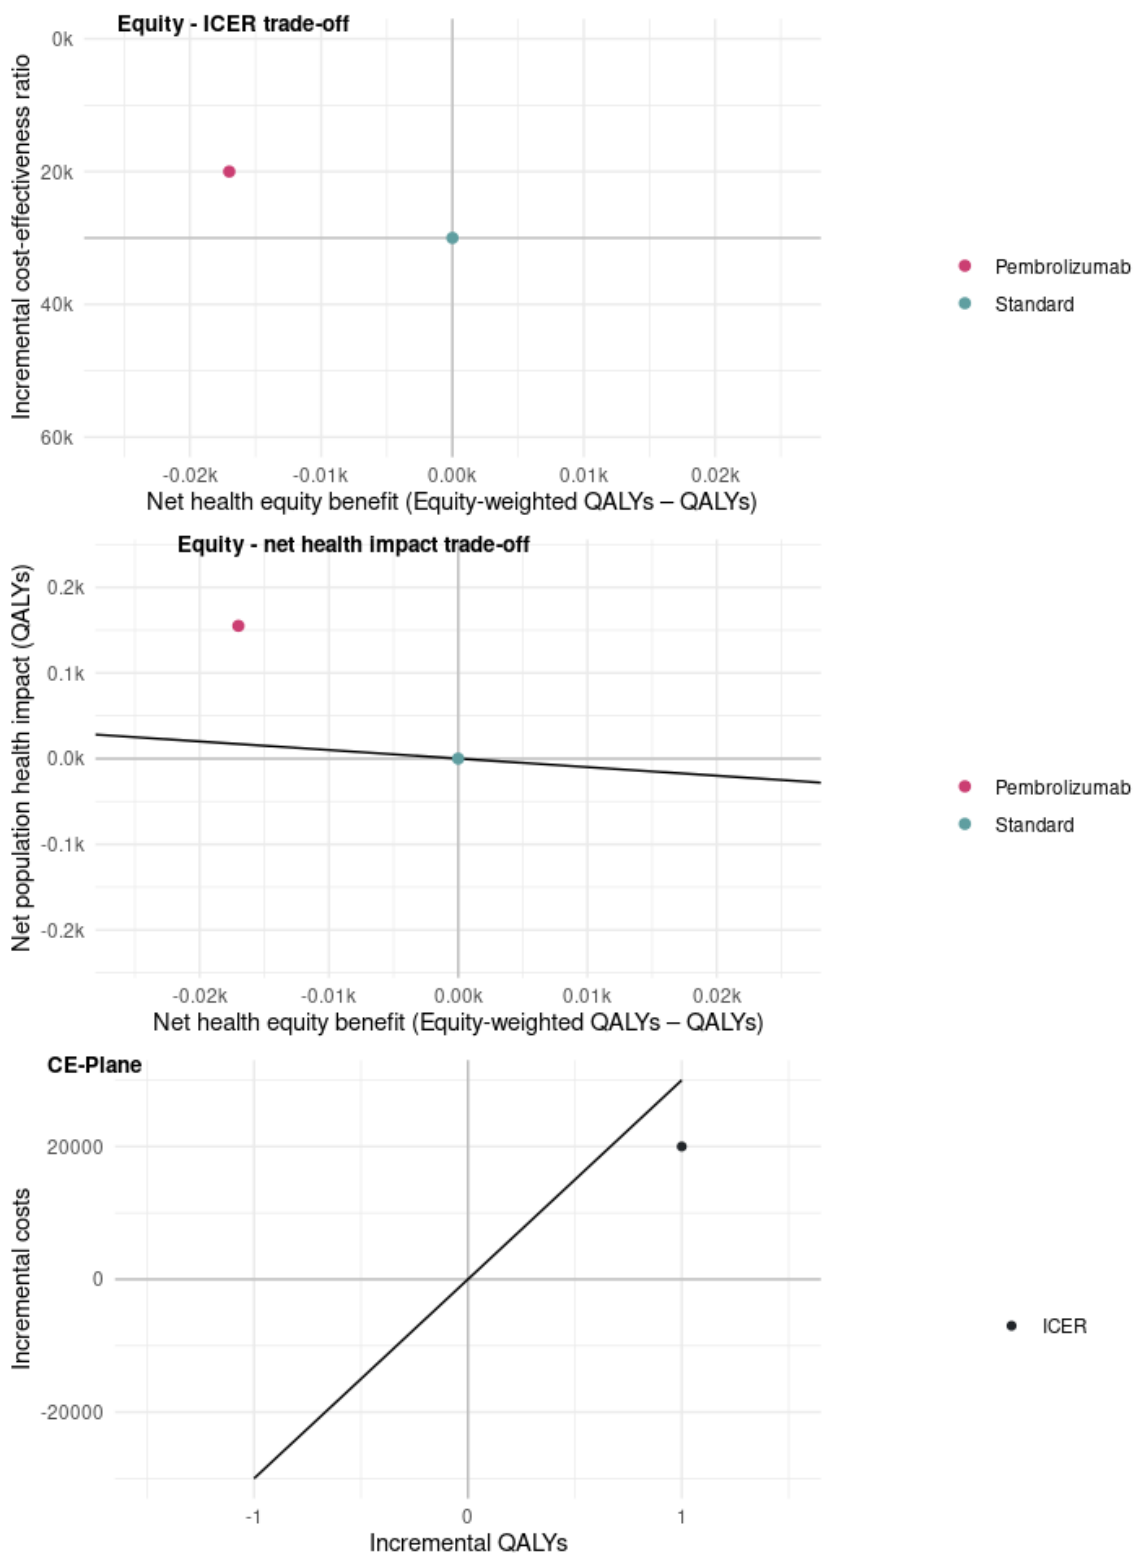 Equity - ICER trade-off
Incremental cost-effectiveness ratio
0k
20k
40k
60k
-0.02k -0.01k 0.00k 0.01k 0.02k
Net health equity benefit (Equity-weighted QALYs – QALYs)
Pembrolizumab
Standard
Equity - net health impact trade-off
Net population health impact (QALYs)
0.2k
0.1k
0.0k
-0.1k
-0.2k
-0.02k -0.01k 0.00k 0.01k 0.02k
Net health equity benefit (Equity-weighted QALYs – QALYs)
Pembrolizumab
Standard
CE-Plane
Incremental costs
20000
0
-20000
-1 0 1
Incremental QALYs
ICER